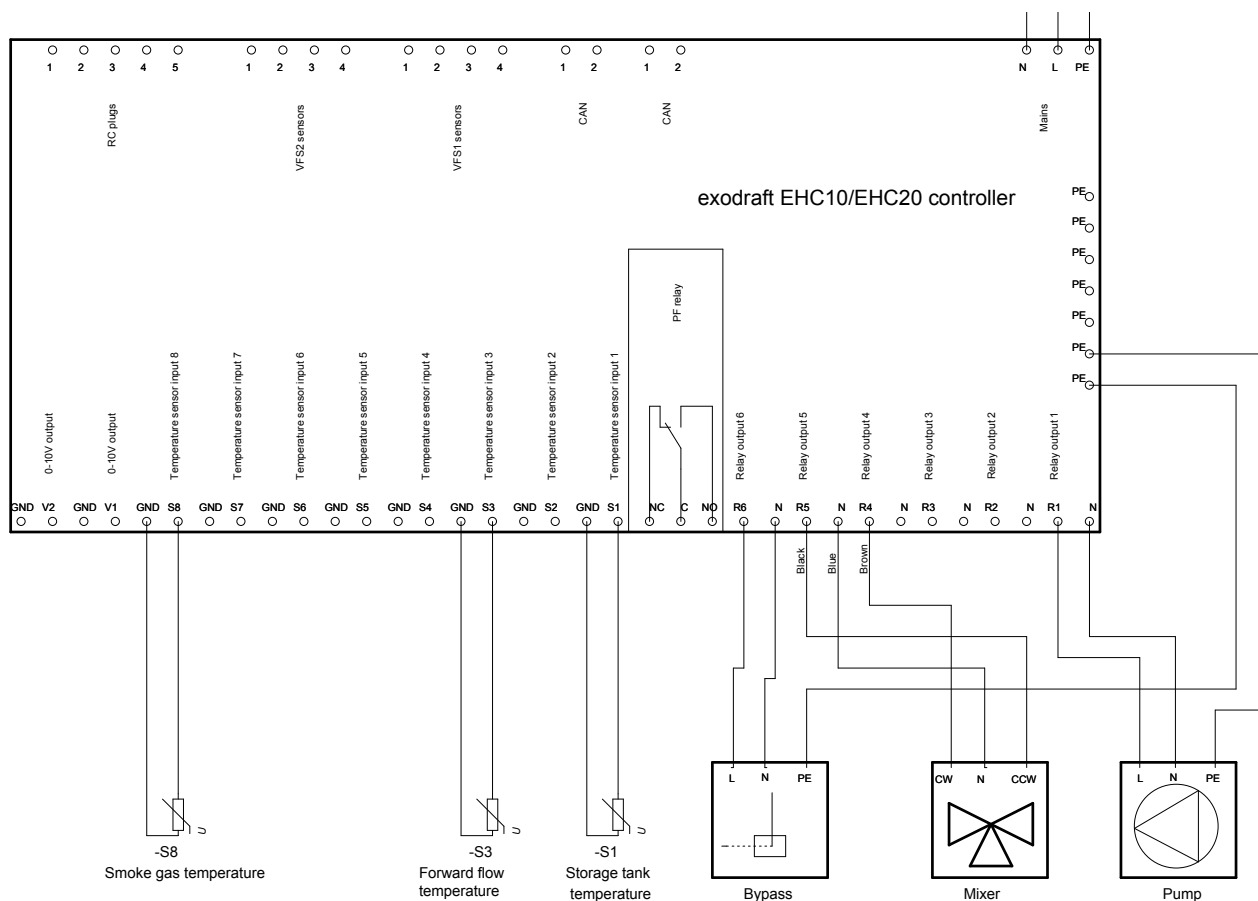 1 2 3 4 5 1 2 3 4 1 2 3 4 1 2 1 2 N L PE
RC plugs
VFS2 sensors
VFS1 sensors
CAN
CAN
Mains
exodraft EHC10/EHC20 controller
PE
PE
PE
PE
PE
PE
PE
PF relay
0-10V output
0-10V output
Temperature sensor input 8
Temperature sensor input 7
Temperature sensor input 6
Temperature sensor input 5
Temperature sensor input 4
Temperature sensor input 3
Temperature sensor input 2
Temperature sensor input 1
Relay output 6
Relay output 5
Relay output 4
Relay output 3
Relay output 2
Relay output 1
GND V2 GND V1 GND S8 GND S7 GND S6 GND S5 GND S4 GND S3 GND S2 GND S1 NC C NO R6 N R5 N R4 N R3 N R2 N R1 N
Black
Blue
Brown
L N PE
CW N CCW
L N PE
U
U
U
-S8
Smoke gas temperature
-S3
Forward flow
temperature
-S1
Storage tank
temperature
Bypass
Mixer
Pump